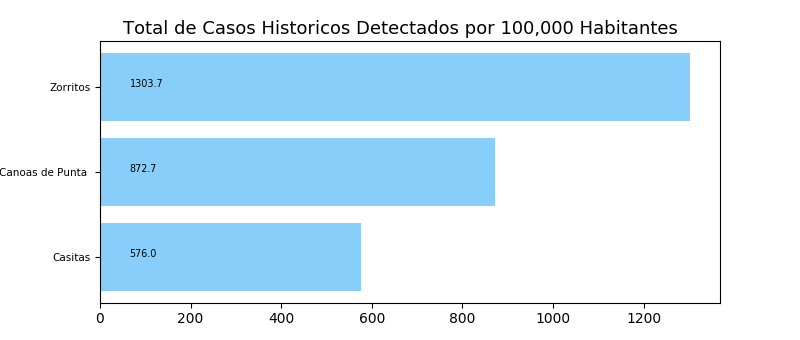 Total de Casos Historicos Detectados por 100,000 Habitantes
Zorritos
1303.7
Canoas de Punta
872.7
Casitas
576.0
0 200 400 600 800 1000 1200